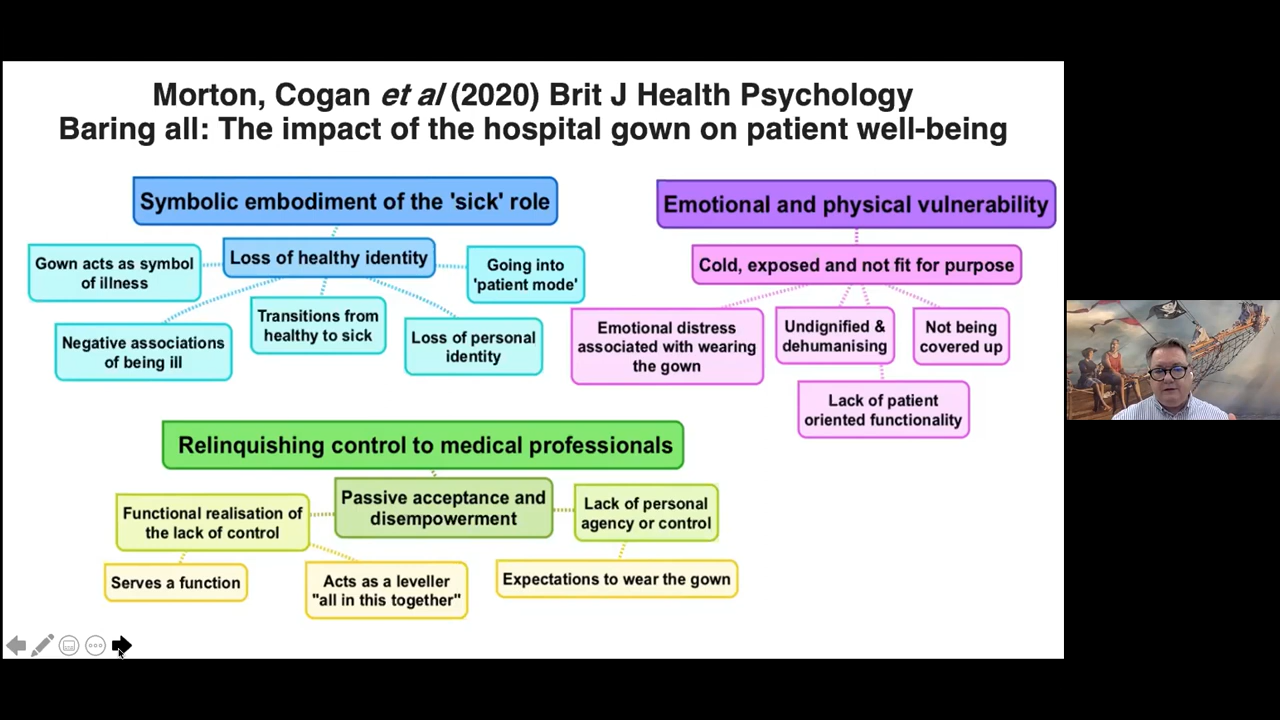 Morton, Cogan et al (2020) Brit J Health Psychology
Baring all: The impact of the hospital gown on patient well-being
Symbolic embodiment of the 'sick' role
Loss of healthy identity
Gown acts as symbol
of illness
Going into
'patient mode'
Negative associations
of being ill
Transitions from
healthy to sick
Loss of personal
identity
Emotional and physical vulnerability
Cold, exposed and not fit for purpose
Emotional distress
associated with wearing
the gown
Undignified &
dehumanising
Not being
covered up
Lack of patient
oriented functionality
Relinquishing control to medical professionals
Passive acceptance and
disempowerment
Functional realisation of
the lack of control
Lack of personal
agency or control
Serves a function
Acts as a leveller
"all in this together"
Expectations to wear the gown